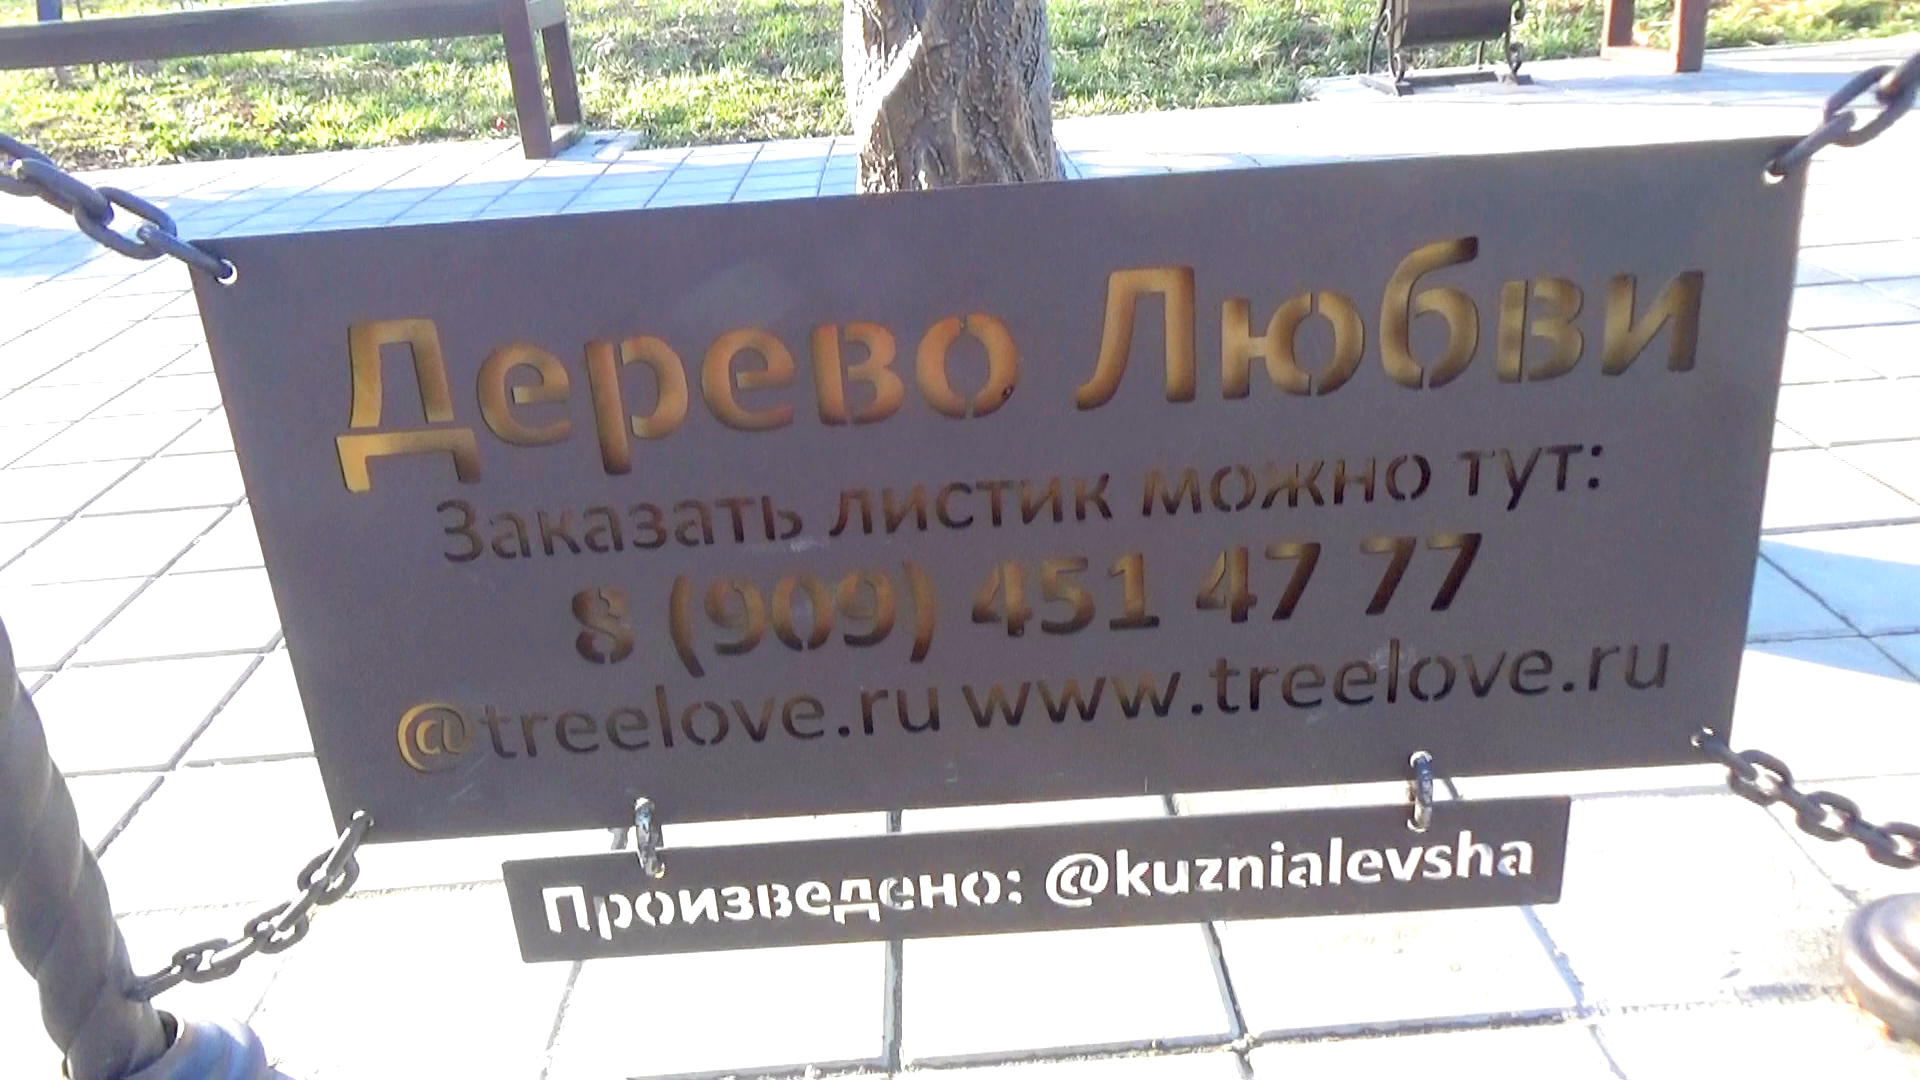 Дерево Любви
Заказать листик можно тут:
8 (909) 451 47 77
@treelove.ru www.treelove.ru
Произведено: @kuznialevsha